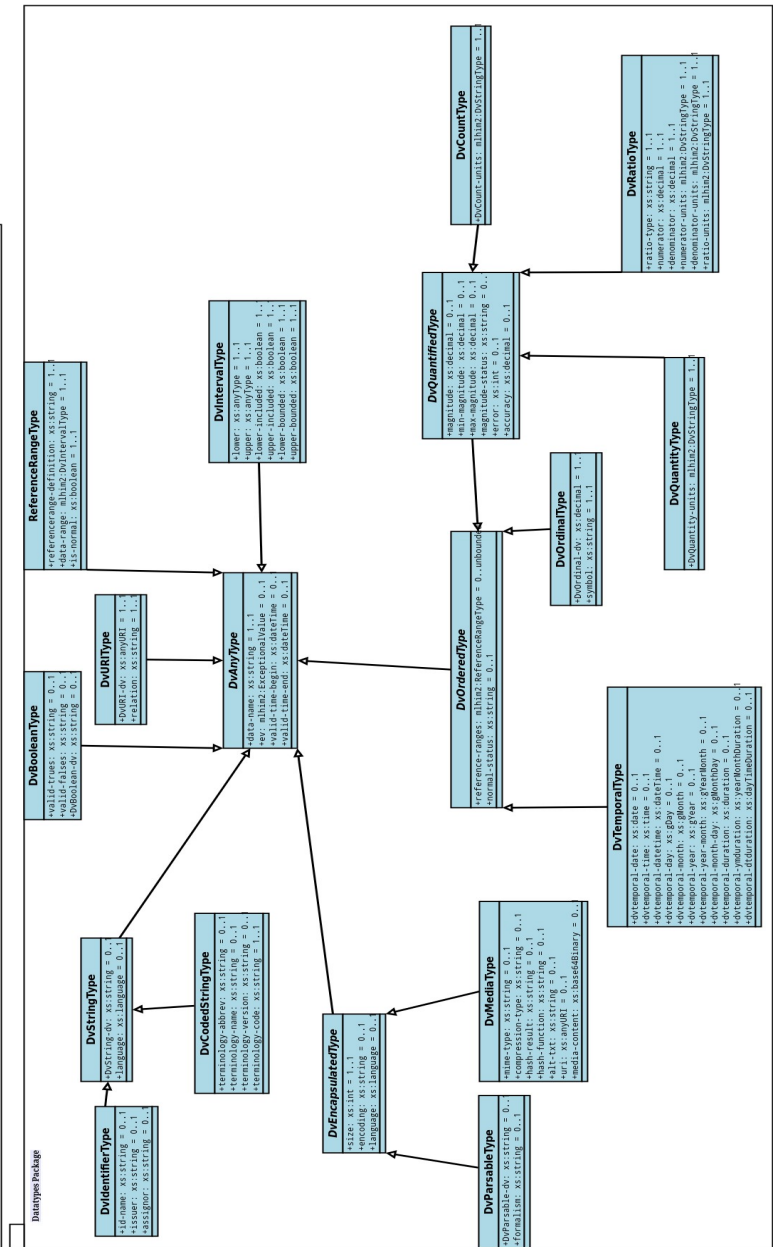 Datatypes Package
DvIdentifierType
+id-name: xs:string = 0..1
+issuer: xs:string = 0..1
+assignor: xs:string = 0..1
DvStringType
+DvString-dv: xs:string = 0..1
+language: xs:language = 0..1
DvBooleanType
+valid-trues: xs:string = 0..1
+valid-falses: xs:string = 0..1
+DvBoolean-dv: xs:string = 0..1
DvURIType
+DvURI-dv: xs:anyURI = 1..1
+relation: xs:string = 1..1
ReferenceRangeType
+referencerange-definition: xs:string = 1..1
+data-range: mlhim2:DvIntervalType = 1..1
+is-normal: xs:boolean = 1..1
DvCodedStringType
+terminology-abbrev: xs:string = 0..1
+terminology-name: xs:string = 0..1
+terminology-version: xs:string = 0..1
+terminology-code: xs:string = 1..1
DvAnyType
+data-name: xs:string = 1..1
+ev: mlhim2:ExceptionalValue = 0..1
+valid-time-begin: xs:dateTime = 0..1
+valid-time-end: xs:dateTime = 0..1
DvIntervalType
+lower: xs:anyType = 1..1
+upper: xs:anyType = 1..1
+lower-included: xs:boolean = 1..1
+upper-included: xs:boolean = 1..1
+lower-bounded: xs:boolean = 1..1
+upper-bounded: xs:boolean = 1..1
DvEncapsulatedType
+size: xs:int = 1..1
+encoding: xs:string = 0..1
+language: xs:language = 0..1
DvParsableType
+DvParsable-dv: xs:string = 0..1
+formalism: xs:string = 0..1
DvMediaType
+mime-type: xs:string = 0..1
+compression-type: xs:string = 0..1
+hash-result: xs:string = 0..1
+hash-function: xs:string = 0..1
+alt-txt: xs:string = 0..1
+uri: xs:anyURI = 0..1
+media-content: xs:base64Binary = 0..1
DvOrderedType
+reference-ranges: mlhim2:ReferenceRangeType = 0..unbounded
+normal-status: xs:string = 0..1
DvQuantifiedType
+magnitude: xs:decimal = 0..1
+min-magnitude: xs:decimal = 0..1
+max-magnitude: xs:decimal = 0..1
+magnitude-status: xs:string = 0..1
+error: xs:int = 0..1
+accuracy: xs:decimal = 0..1
DvCountType
+DvCount-units: mlhim2:DvStringType = 1..1
DvOrdinalType
+DvOrdinal-dv: xs:decimal = 1..1
+symbol: xs:string = 1..1
DvTemporalType
+dvtemporal-date: xs:date = 0..1
+dvtemporal-time: xs:time = 0..1
+dvtemporal-datetime: xs:dateTime = 0..1
+dvtemporal-day: xs:gDay = 0..1
+dvtemporal-month: xs:gMonth = 0..1
+dvtemporal-year: xs:gYear = 0..1
+dvtemporal-year-month: xs:gYearMonth = 0..1
+dvtemporal-month-day: xs:gMonthDay = 0..1
+dvtemporal-duration: xs:duration = 0..1
+dvtemporal-ymduration: xs:yearMonthDuration = 0..1
+dvtemporal-dtduration: xs:dayTimeDuration = 0..1
DvQuantityType
+DvQuantity-units: mlhim2:DvStringType = 1..1
DvRatioType
+ratio-type: xs:string = 1..1
+numerator: xs:decimal = 1..1
+denominator: xs:decimal = 1..1
+numerator-units: mlhim2:DvStringType = 1..1
+denominator-units: mlhim2:DvStringType = 1..1
+ratio-units: mlhim2:DvStringType = 1..1